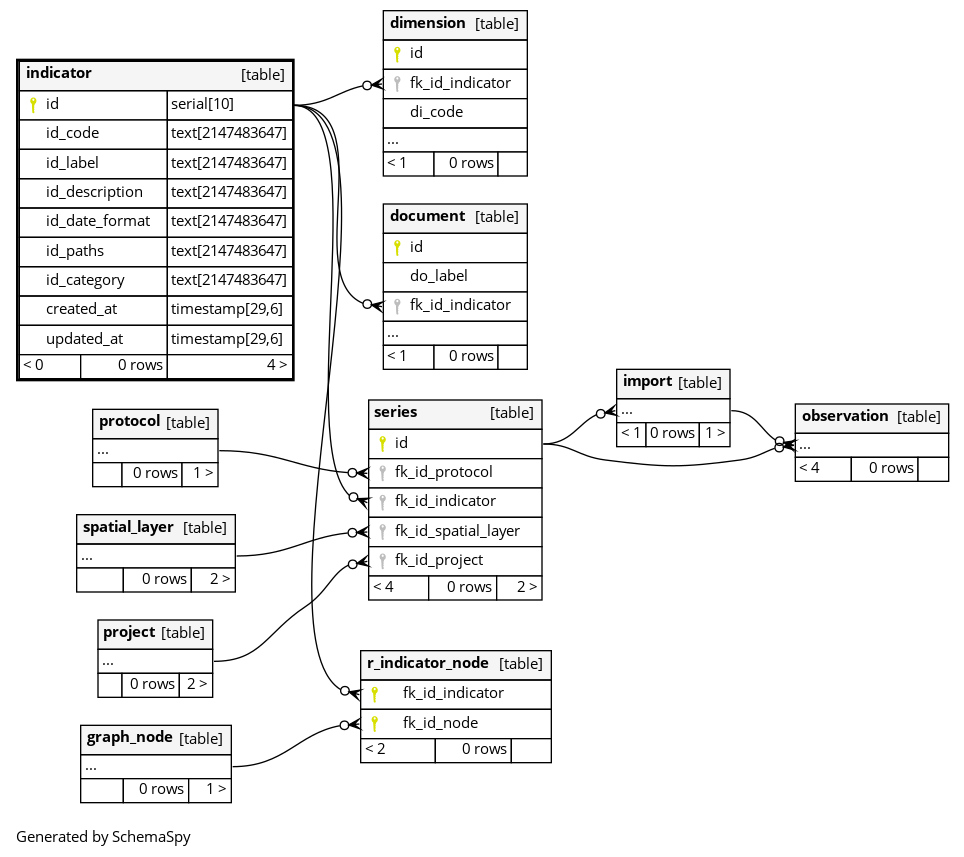 indicator [table]
id serial[10]
id_code text[2147483647]
id_label text[2147483647]
id_description text[2147483647]
id_date_format text[2147483647]
id_paths text[2147483647]
id_category text[2147483647]
created_at timestamp[29,6]
updated_at timestamp[29,6]
< 0 0 rows 4 >
dimension [table]
id
fk_id_indicator
di_code
...
< 1 0 rows
document [table]
id
do_label
fk_id_indicator
...
< 1 0 rows
protocol [table]
...
0 rows 1 >
spatial_layer [table]
...
0 rows 2 >
project [table]
...
0 rows 2 >
graph_node [table]
...
0 rows 1 >
series [table]
id
fk_id_protocol
fk_id_indicator
fk_id_spatial_layer
fk_id_project
< 4 0 rows 2 >
r_indicator_node [table]
fk_id_indicator
fk_id_node
< 2 0 rows
import [table]
...
< 1 0 rows 1 >
observation [table]
...
< 4 0 rows
Generated by SchemaSpy